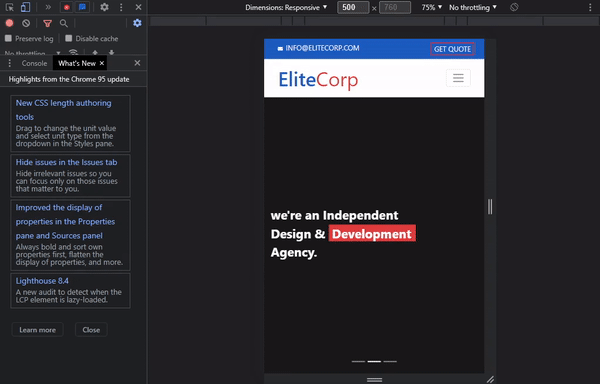 Dimensions: Responsive
500
×
760
75%
No throttling
Preserve log
Disable cache
No throttling
Console
What's New
Highlights from the Chrome 95 update
New CSS length authoring
tools
Drag to change the unit value
and select unit type from the
dropdown in the Styles pane.
Hide issues in the Issues tab
Hide irrelevant issues so you
can focus only on those issues
that matter to you.
Improved the display of
properties in the Properties
pane and Sources panel
Always bold and sort own
properties first, flatten the
display of properties, and more.
Lighthouse 8.4
A new audit to detect when the
LCP element is lazy-loaded.
Learn more
Close
INFO@ELITECORP.COM
GET QUOTE
EliteCorp
we're an Independent
Design & Development
Agency.